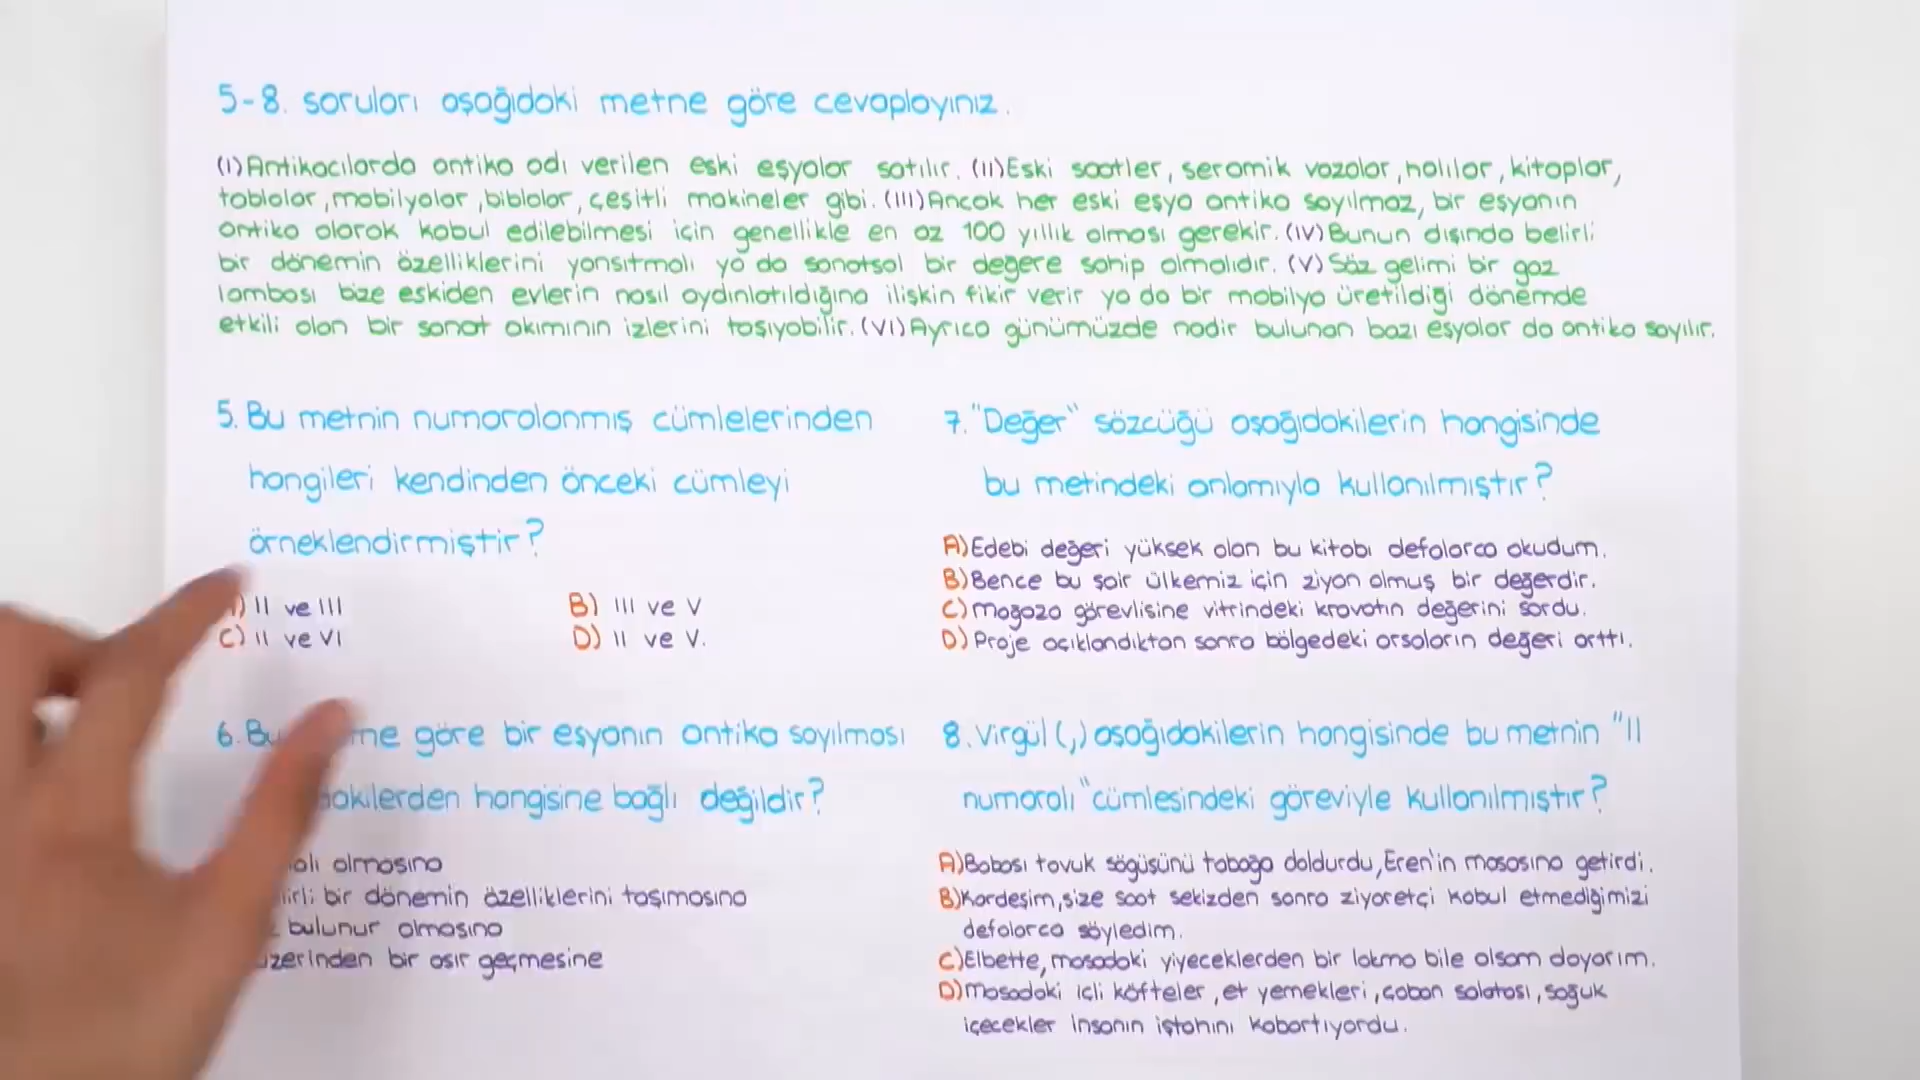 5-8. soruları aşağıdaki metne göre cevaplayınız.
(I) Antikacılarda antika adı verilen eski eşyalar satılır. (II) Eski saatler, seramik vazolar, halılar, kitaplar,
tablolar, mobilyalar, biblolar, çeşitli makineler gibi. (III) Ancak her eski eşya antika sayılmaz, bir eşyanın
antika olarak kabul edilebilmesi için genellikle en az 100 yıllık olması gerekir. (IV) Bunun dışında belirli
bir dönemin özelliklerini yansıtmalı ya da sanatsal bir değere sahip olmalıdır. (V) Söz gelimi bir gaz
lambası bize eskiden evlerin nasıl aydınlatıldığına ilişkin fikir verir ya da bir mobilya üretildiği dönemde
etkili olan bir sanat akımının izlerini taşıyabilir. (VI) Ayrıca günümüzde nadir bulunan bazı eşyalar da antika sayılır.
5. Bu metnin numaralanmış cümlelerinden
hangileri kendinden önceki cümleyi
örneklendirmiştir?
) II ve III
B) III ve V
C) II ve VI
D) II ve V.
6. Bu göre bir eşyanın antika sayılması
hangisine bağlı değildir?
olmasına
bir dönemin özelliklerini taşımasına
bulunur olmasına
bir asır geçmesine
7. "Değer" sözcüğü aşağıdakilerin hangisinde
bu metindeki anlamıyla kullanılmıştır?
A) Edebi değeri yüksek olan bu kitabı defalarca okudum.
B) Bence bu şair ülkemiz için ziyan olmuş bir değerdir.
C) mağaza görevlisine vitrindeki kravatın değerini sordu.
D) Proje açıklandıktan sonra bölgedeki arsaların değeri arttı.
8. Virgül (,) aşağıdakilerin hangisinde bu metnin "II
numaralı" cümlesindeki göreviyle kullanılmıştır?
A) Babası tavuk söğüşünü tabağa doldurdu, Eren'in masasına getirdi.
B) Kardeşim, size saat sekizden sonra ziyaretçi kabul etmediğimizi
defalarca söyledim.
C) Elbette, masadaki yiyeceklerden bir lokma bile olsam doyarım.
D) masadaki içli köfteler, et yemekleri, çoban salatası, soğuk
içecekler insanın iştahını kabartıyordu.